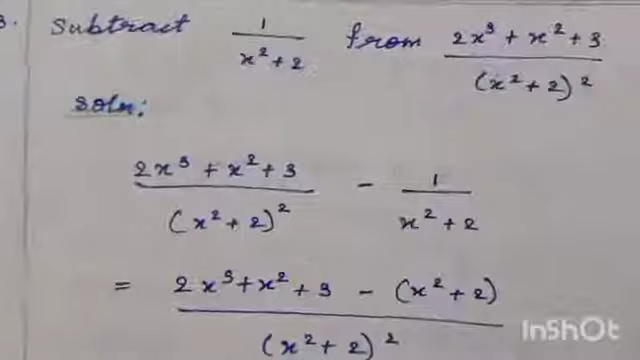 3. Subtract 1/(x² + 2) from (2x³ + x² + 3)/(x² + 2)²
Soln:
(2x³ + x² + 3)/(x² + 2)² - 1/(x² + 2)
= (2x³ + x² + 3 - (x² + 2))/(x² + 2)²
InShOt